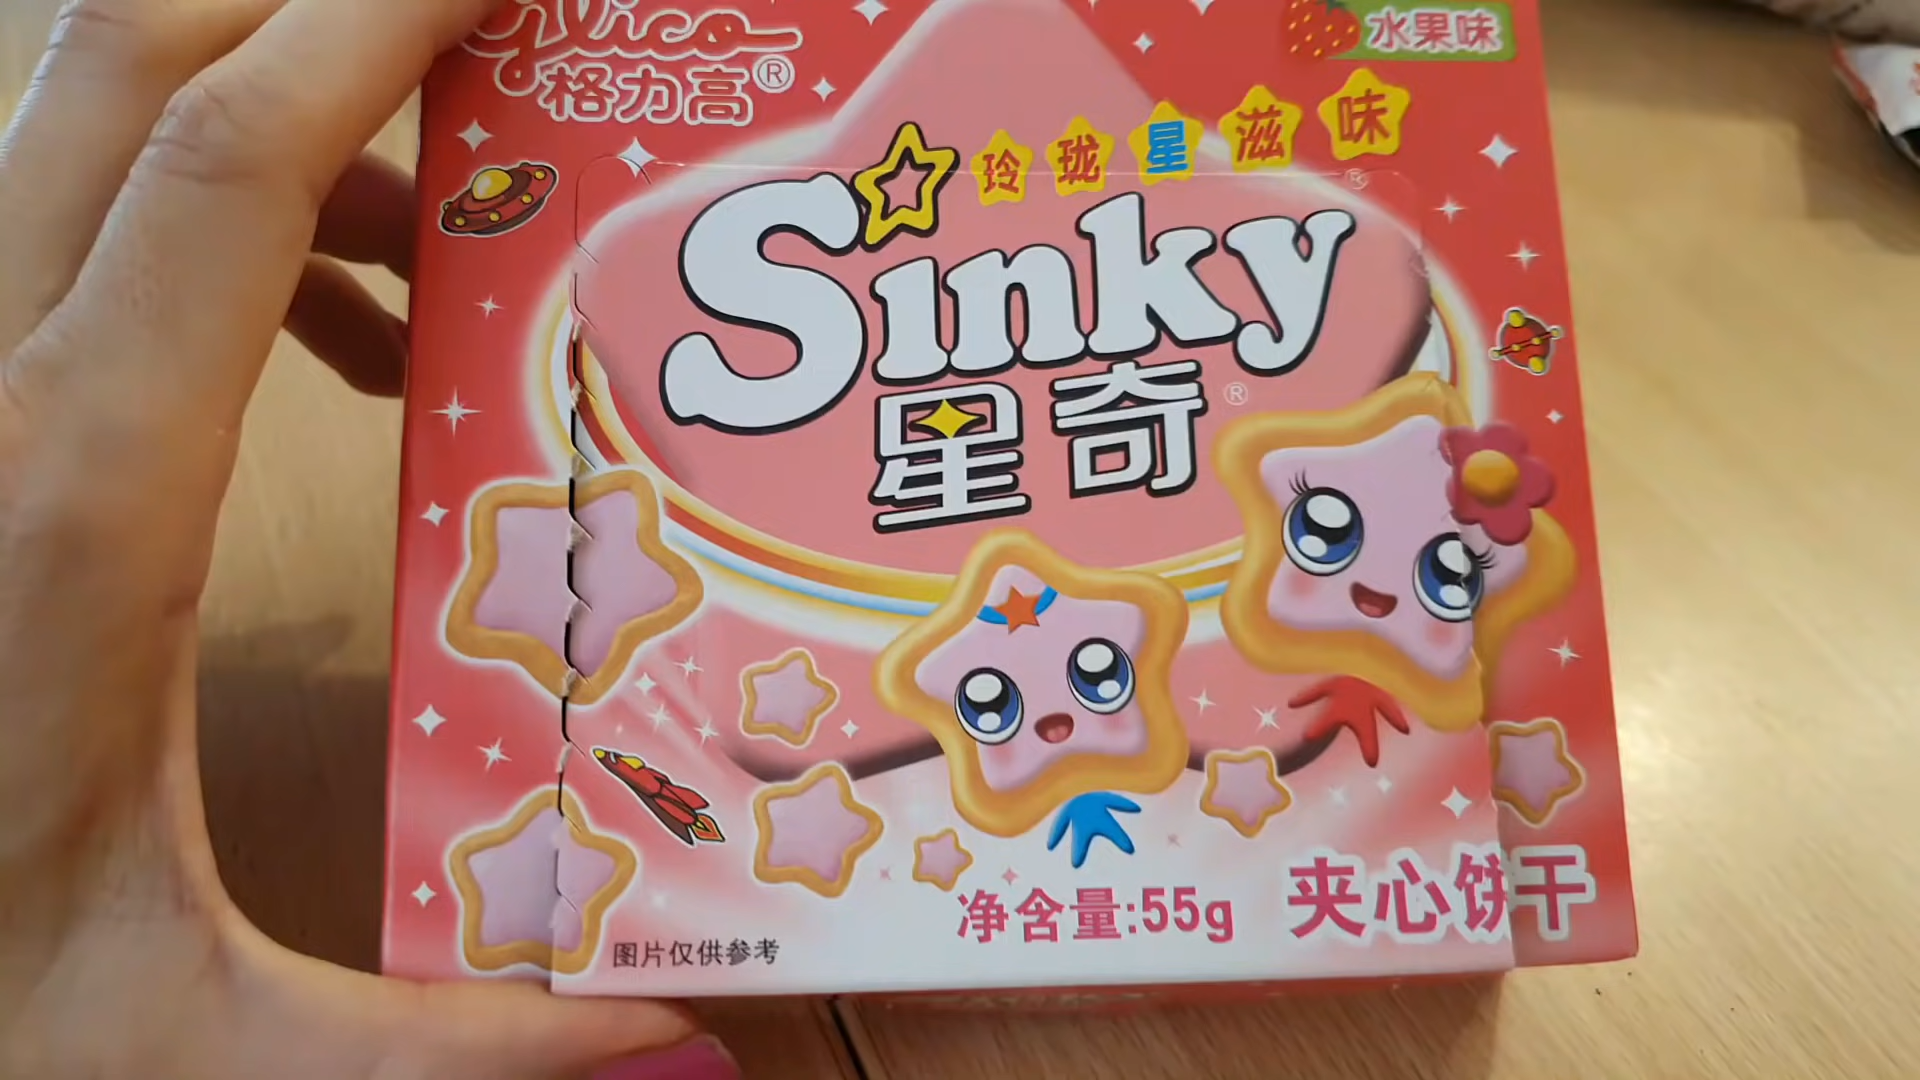 glico
格力高®
水果味
玲珑星滋味
Sinky
星奇®
净含量:55g
夹心饼干
图片仅供参考